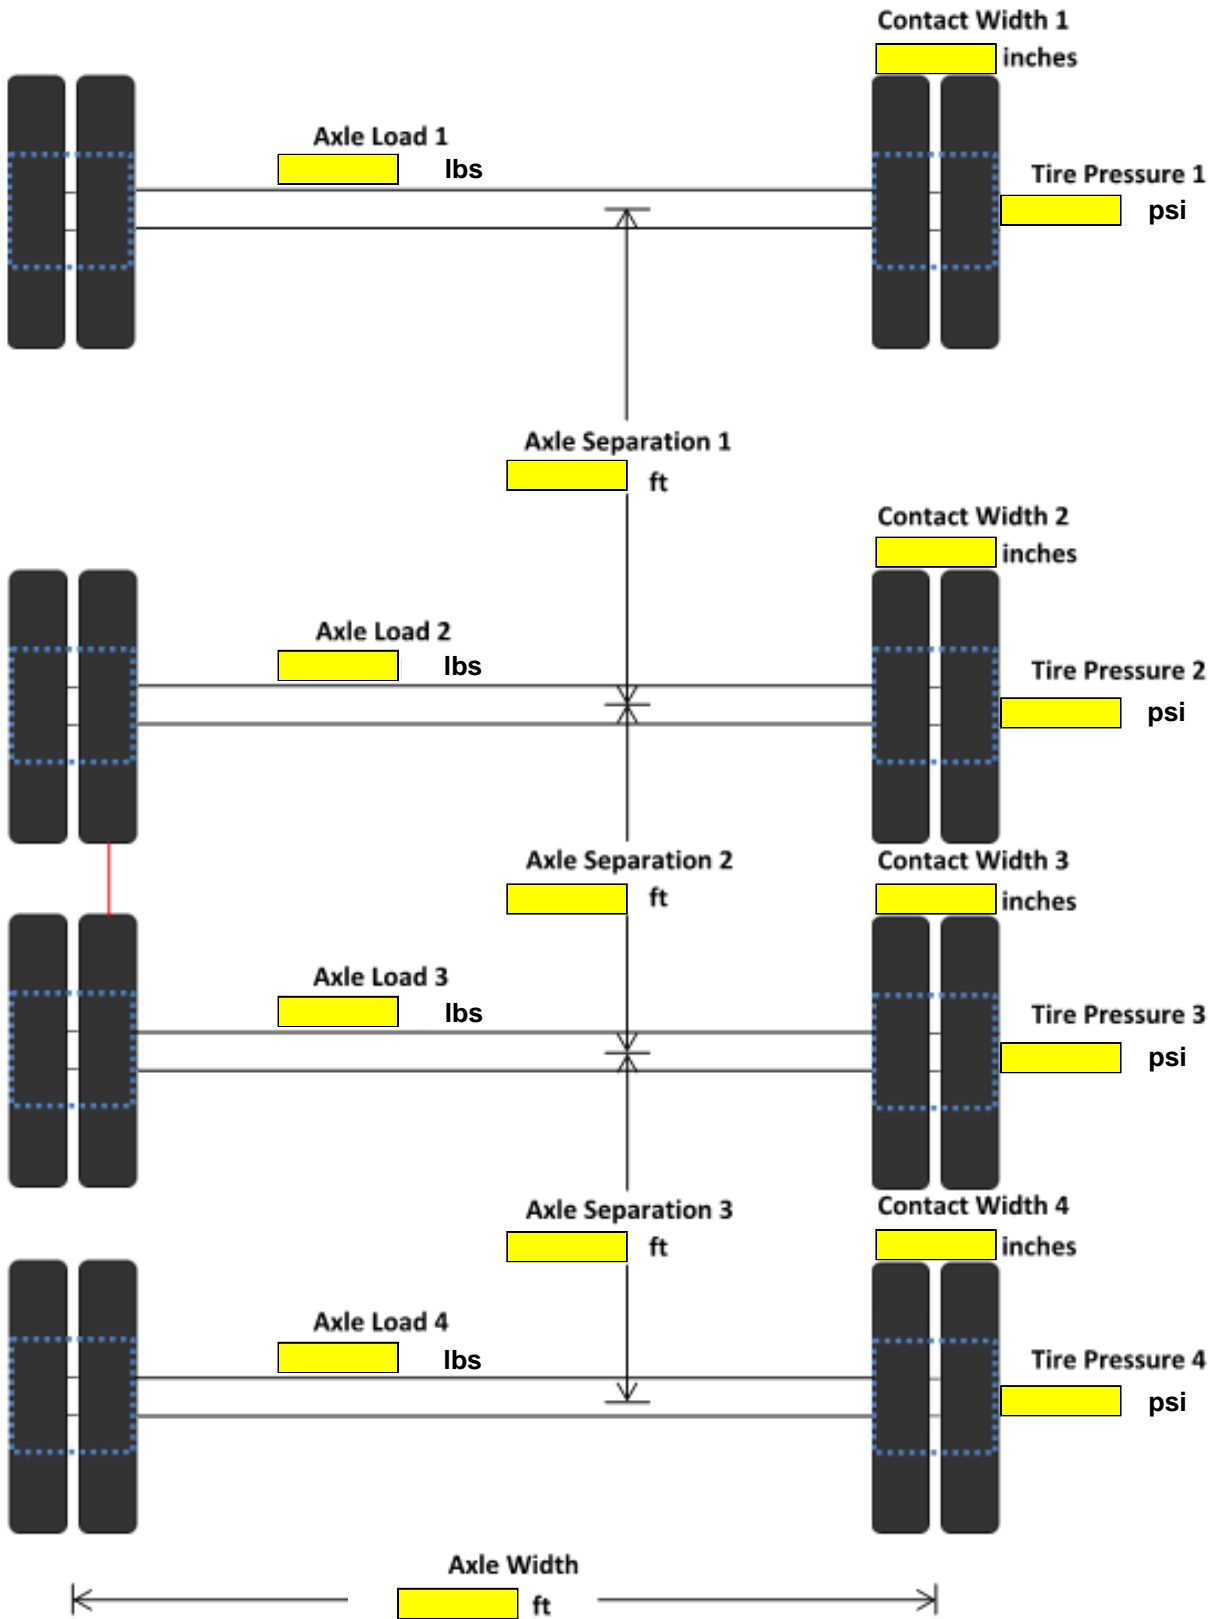 Contact Width 1
inches
Axle Load 1
lbs
Tire Pressure 1
psi
Axle Separation 1
ft
Contact Width 2
inches
Axle Load 2
lbs
Tire Pressure 2
psi
Axle Separation 2
ft
Contact Width 3
inches
Axle Load 3
lbs
Tire Pressure 3
psi
Axle Separation 3
ft
Contact Width 4
inches
Axle Load 4
lbs
Tire Pressure 4
psi
Axle Width
ft